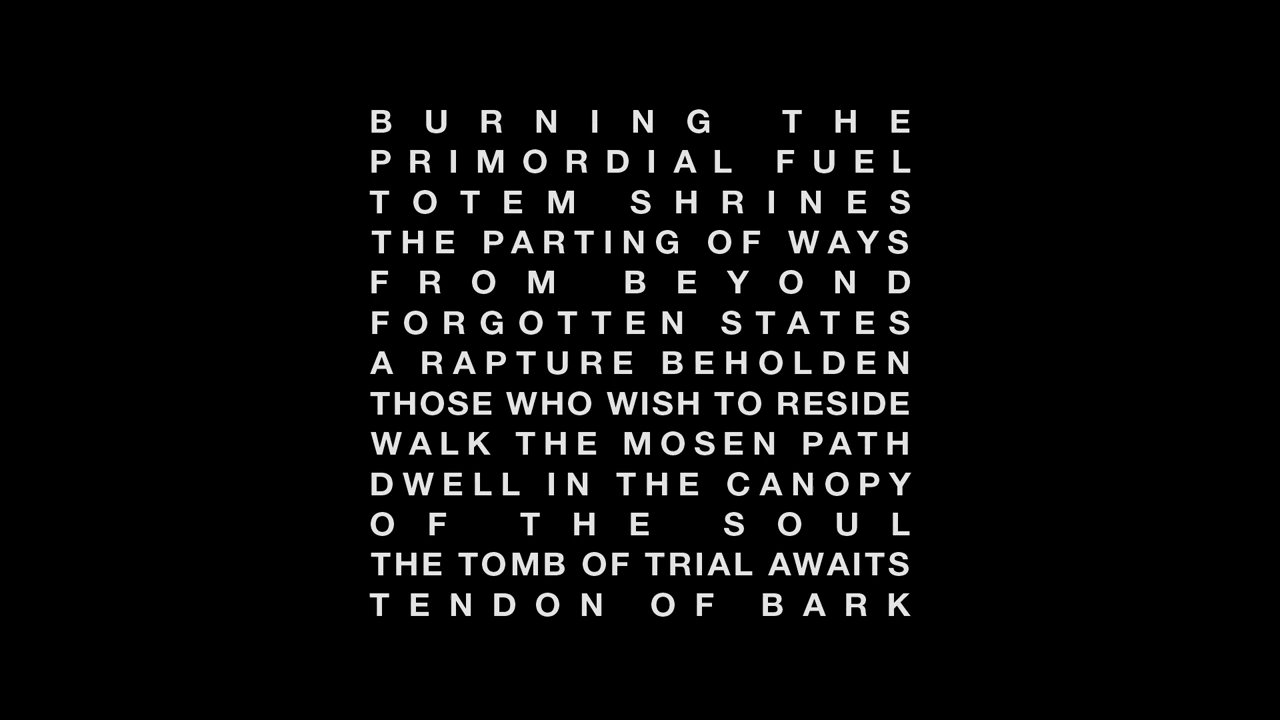 BURNING THE
PRIMORDIAL FUEL
TOTEM SHRINES
THE PARTING OF WAYS
FROM BEYOND
FORGOTTEN STATES
A RAPTURE BEHOLDEN
THOSE WHO WISH TO RESIDE
WALK THE MOSEN PATH
DWELL IN THE CANOPY
OF THE SOUL
THE TOMB OF TRIAL AWAITS
TENDON OF BARK